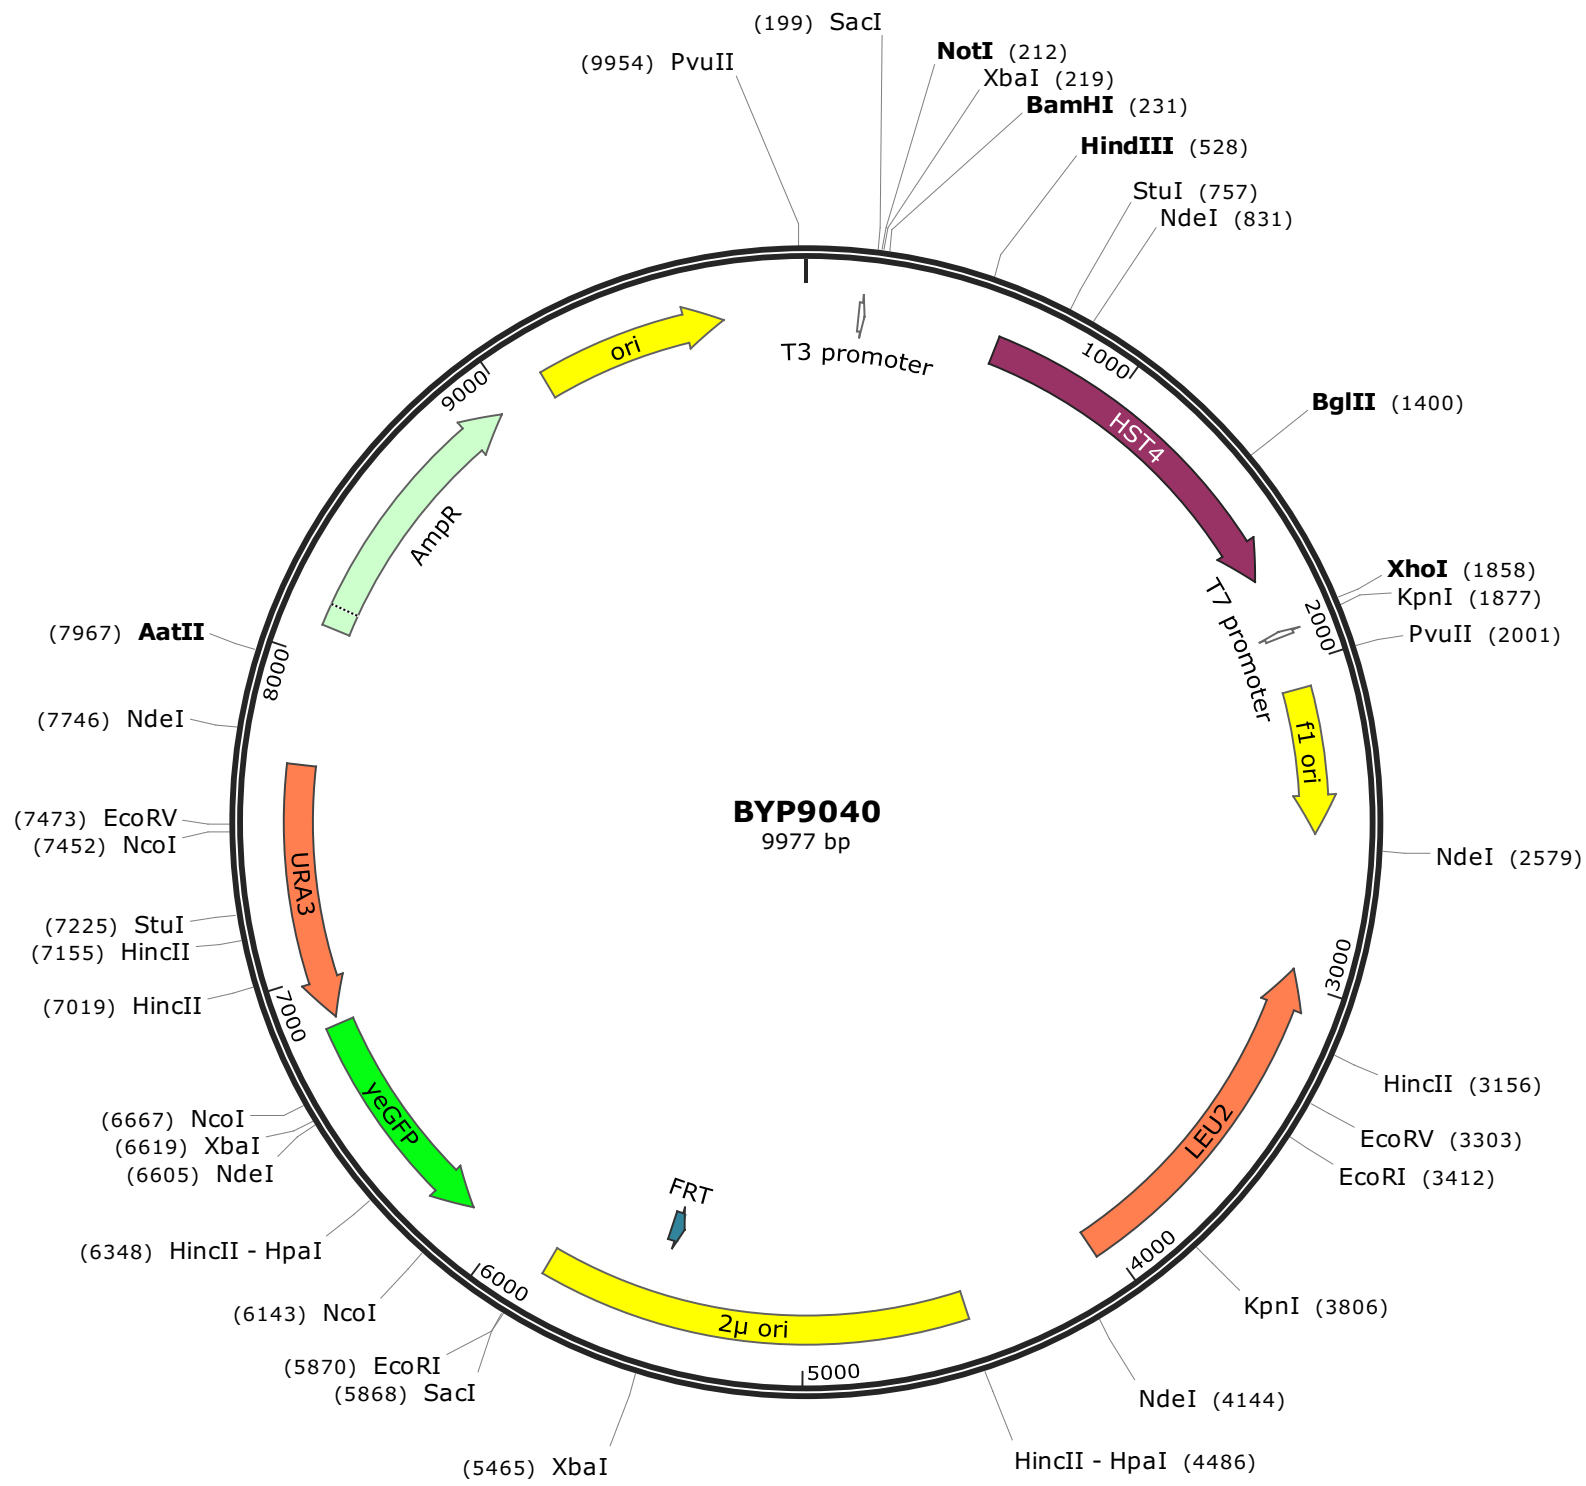 (199) SacI
NotI (212)
(9954) PvuII
XbaI (219)
BamHI (231)
HindIII (528)
StuI (757)
NdeI (831)
ori
T3 promoter
1000
9000
BglII (1400)
HST4
AmpR
XhoI (1858)
KpnI (1877)
2000
T7 promoter
PvuII (2001)
(7967) AatII
8000
(7746) NdeI
f1 ori
BYP9040
9977 bp
(7473) EcoRV
(7452) NcoI
NdeI (2579)
URA3
(7225) StuI
(7155) HincII
(7019) HincII
7000
3000
HincII (3156)
(6667) NcoI
(6619) XbaI
(6605) NdeI
yeGFP
LEU2
EcoRV (3303)
EcoRI (3412)
FRT
(6348) HincII - HpaI
4000
6000
(6143) NcoI
KpnI (3806)
2μ ori
(5870) EcoRI
(5868) SacI
5000
NdeI (4144)
(5465) XbaI
HincII - HpaI (4486)